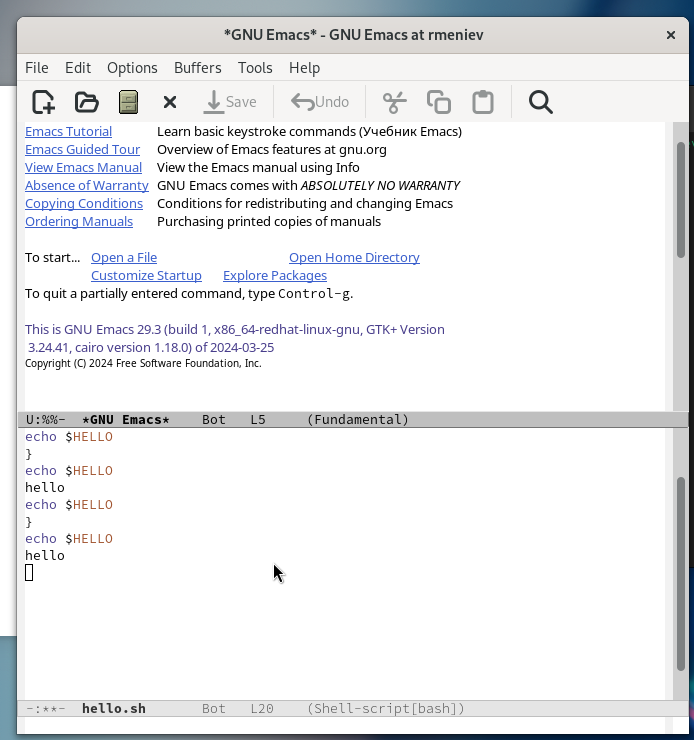 *GNU Emacs* - GNU Emacs at rmeniev
File Edit Options Buffers Tools Help
Save Undo
Emacs Tutorial Learn basic keystroke commands (Учебник Emacs)
Emacs Guided Tour Overview of Emacs features at gnu.org
View Emacs Manual View the Emacs manual using Info
Absence of Warranty GNU Emacs comes with ABSOLUTELY NO WARRANTY
Copying Conditions Conditions for redistributing and changing Emacs
Ordering Manuals Purchasing printed copies of manuals
To start... Open a File Open Home Directory
Customize Startup Explore Packages
To quit a partially entered command, type Control-g.
This is GNU Emacs 29.3 (build 1, x86_64-redhat-linux-gnu, GTK+ Version
3.24.41, cairo version 1.18.0) of 2024-03-25
Copyright (C) 2024 Free Software Foundation, Inc.
U:%%- *GNU Emacs* Bot L5 (Fundamental)
echo $HELLO
}
echo $HELLO
hello
echo $HELLO
}
echo $HELLO
hello
-:**- hello.sh Bot L20 (Shell-script[bash])